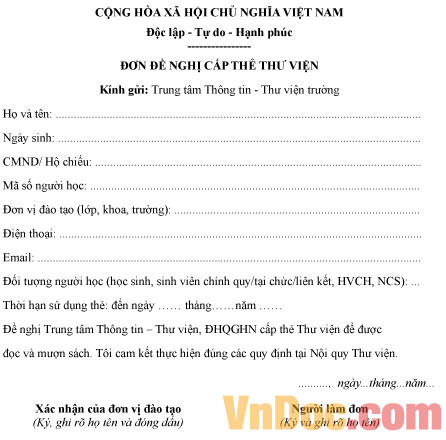 CỘNG HÒA XÃ HỘI CHỦ NGHĨA VIỆT NAM
Độc lập - Tự do - Hạnh phúc
----------------
ĐƠN ĐỀ NGHỊ CẤP THẺ THƯ VIỆN
Kính gửi: Trung tâm Thông tin - Thư viện trường
Họ và tên: ..........................................................................
Ngày sinh: ..........................................................................
CMND/ Hộ chiếu: ..........................................................................
Mã số người học: ..........................................................................
Đơn vị đào tạo (lớp, khoa, trường): ..........................................................................
Điện thoại: ..........................................................................
Email: ..........................................................................
Đối tượng người học (học sinh, sinh viên chính quy/tại chức/liên kết, HVCH, NCS): ...
Thời hạn sử dụng thẻ: đến ngày …… tháng……năm ……
Đề nghị Trung tâm Thông tin – Thư viện, ĐHQGHN cấp thẻ Thư viện để được
đọc và mượn sách. Tôi cam kết thực hiện đúng các quy định tại Nội quy Thư viện.
..........., ngày...tháng...năm...
Xác nhận của đơn vị đào tạo Người làm đơn
(Ký, ghi rõ họ tên và đóng dấu) (Ký và ghi rõ họ tên)
VnDoc.com